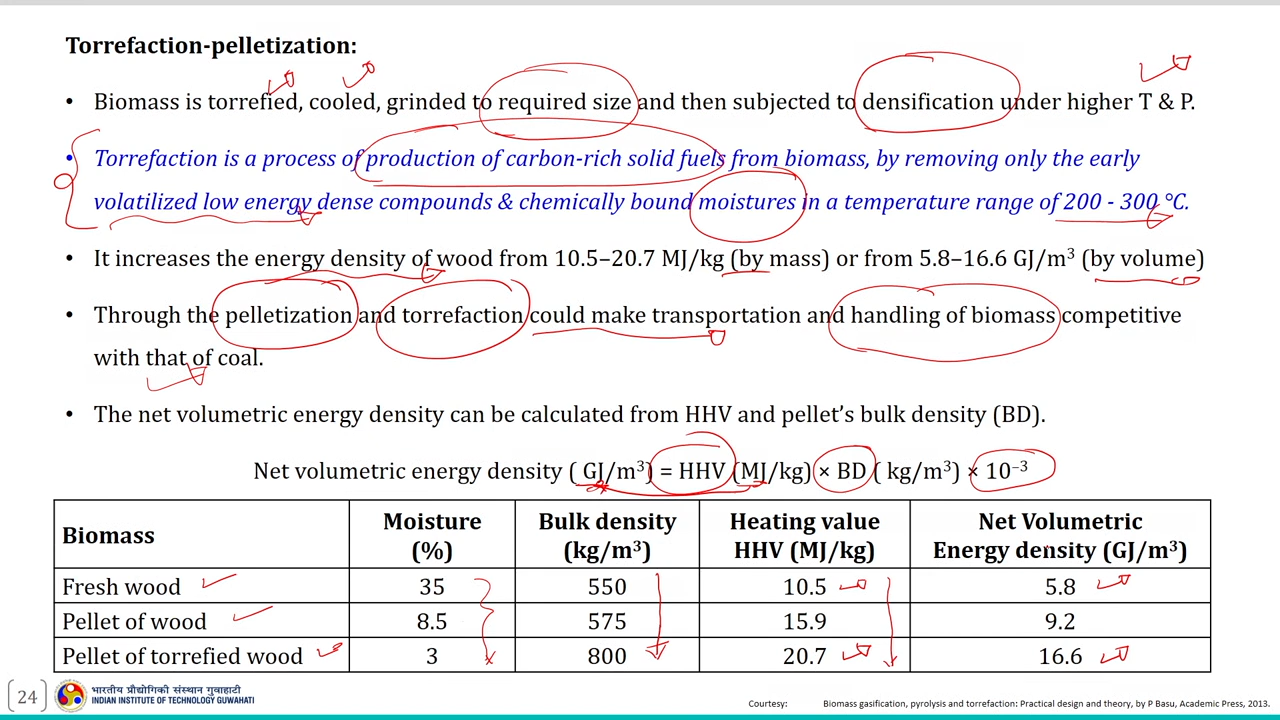 Torrefaction-pelletization:
• Biomass is torrefied, cooled, grinded to required size and then subjected to densification under higher T & P.
• Torrefaction is a process of production of carbon-rich solid fuels from biomass, by removing only the early
volatilized low energy dense compounds & chemically bound moistures in a temperature range of 200 - 300 °C.
• It increases the energy density of wood from 10.5–20.7 MJ/kg (by mass) or from 5.8–16.6 GJ/m³ (by volume)
• Through the pelletization and torrefaction could make transportation and handling of biomass competitive
with that of coal.
• The net volumetric energy density can be calculated from HHV and pellet's bulk density (BD).
Net volumetric energy density ( GJ/m³) = HHV (MJ/kg) × BD ( kg/m³) × 10⁻³
Biomass Moisture (%) Bulk density (kg/m³) Heating value HHV (MJ/kg) Net Volumetric Energy density (GJ/m³)
Fresh wood 35 550 10.5 5.8
Pellet of wood 8.5 575 15.9 9.2
Pellet of torrefied wood 3 800 20.7 16.6
24
भारतीय प्रौद्योगिकी संस्थान गुवाहाटी
INDIAN INSTITUTE OF TECHNOLOGY GUWAHATI
Courtesy: Biomass gasification, pyrolysis and torrefaction: Practical design and theory, by P Basu, Academic Press, 2013.